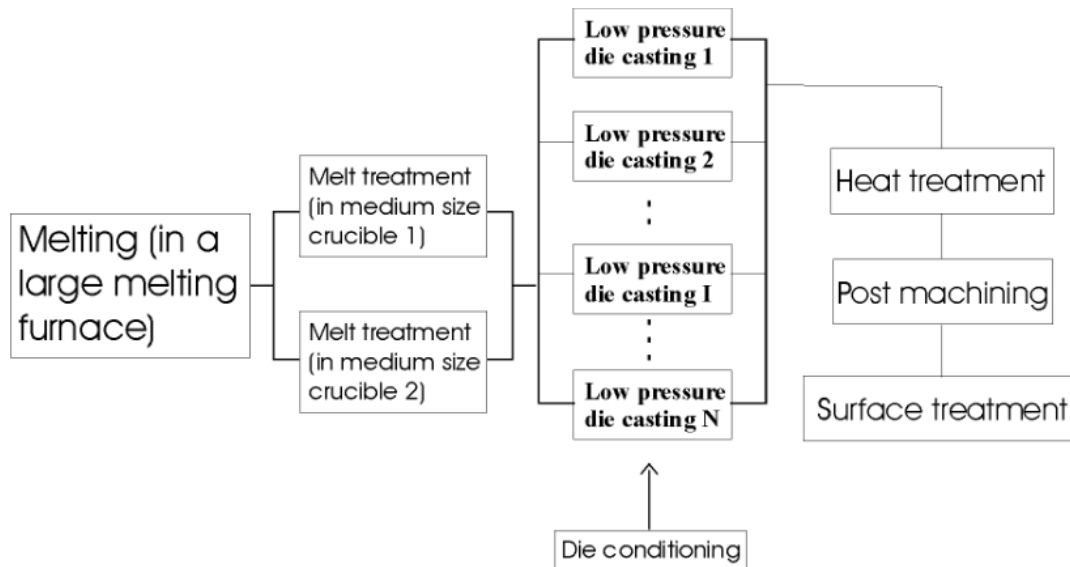 Melting (in a
large melting
furnace)
Melt treatment
(in medium size
crucible 1)
Melt treatment
(in medium size
crucible 2)
Low pressure
die casting 1
Low pressure
die casting 2
Low pressure
die casting I
Low pressure
die casting N
Die conditioning
Heat treatment
Post machining
Surface treatment